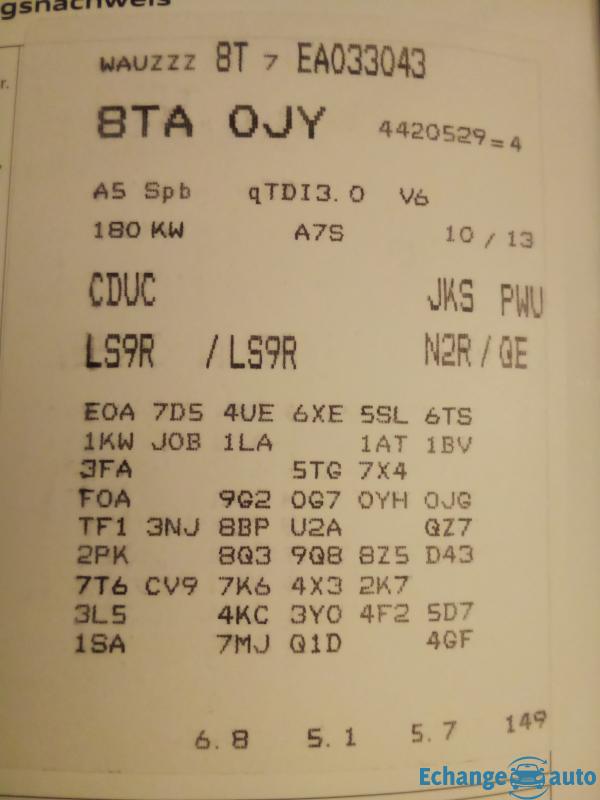 gsnachweis
r.
WAUZZZ 8T 7 EA033043
8TA 0JY 4420529=4
A5 Spb qTDI3.0 V6
180 KW A7S 10 / 13
CDUC JKS PWU
LS9R / LS9R N2R / QE
E0A 7D5 4UE 6XE 5SL 6TS
1KW J0B 1LA 1AT 1BV
3FA 5TG 7X4
F0A 9G2 0G7 0YH 0JG
TF1 3NJ 8BP U2A QZ7
2PK 8Q3 9Q8 8Z5 D43
7T6 CV9 7K6 4X3 2K7
3L5 4KC 3Y0 4F2 5D7
1SA 7MJ Q1D 4GF
6.8 5.1 5.7 149
Echange auto